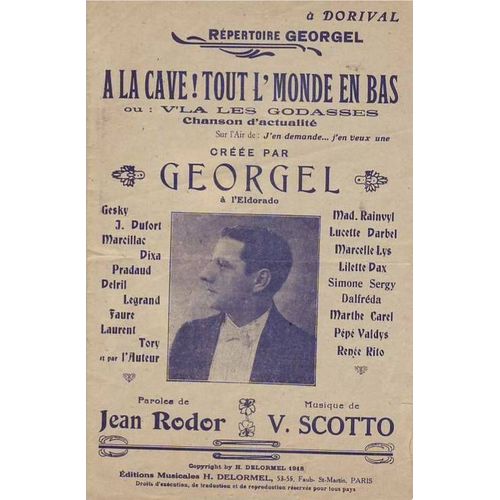 à DORIVAL
RÉPERTOIRE GEORGEL
A LA CAVE ! TOUT L' MONDE EN BAS
ou : V'LA LES GODASSES
Chanson d'actualité
Sur l'Air de : J'en demande... j'en veux une
CRÉÉE PAR
GEORGEL
à l'Eldorado
Gesky
J. Dufort
Marcillac
Dixa
Pradaud
Delril
Legrand
Faure
Laurent
Tory
et par l'Auteur
Mad. Rainvyl
Lucette Darbel
Marcelle Lys
Lilette Dax
Simone Sergy
Dalfréda
Marthe Carel
Pépé Valdys
Renée Rito
Paroles de
Jean Rodor
Musique de
V. SCOTTO
Copyright by H. DELORMEL 1918
Éditions Musicales H. DELORMEL, 53-55, Faub. St-Martin, PARIS
Droits d'exécution, de traduction et de reproduction réservés pour tous pays